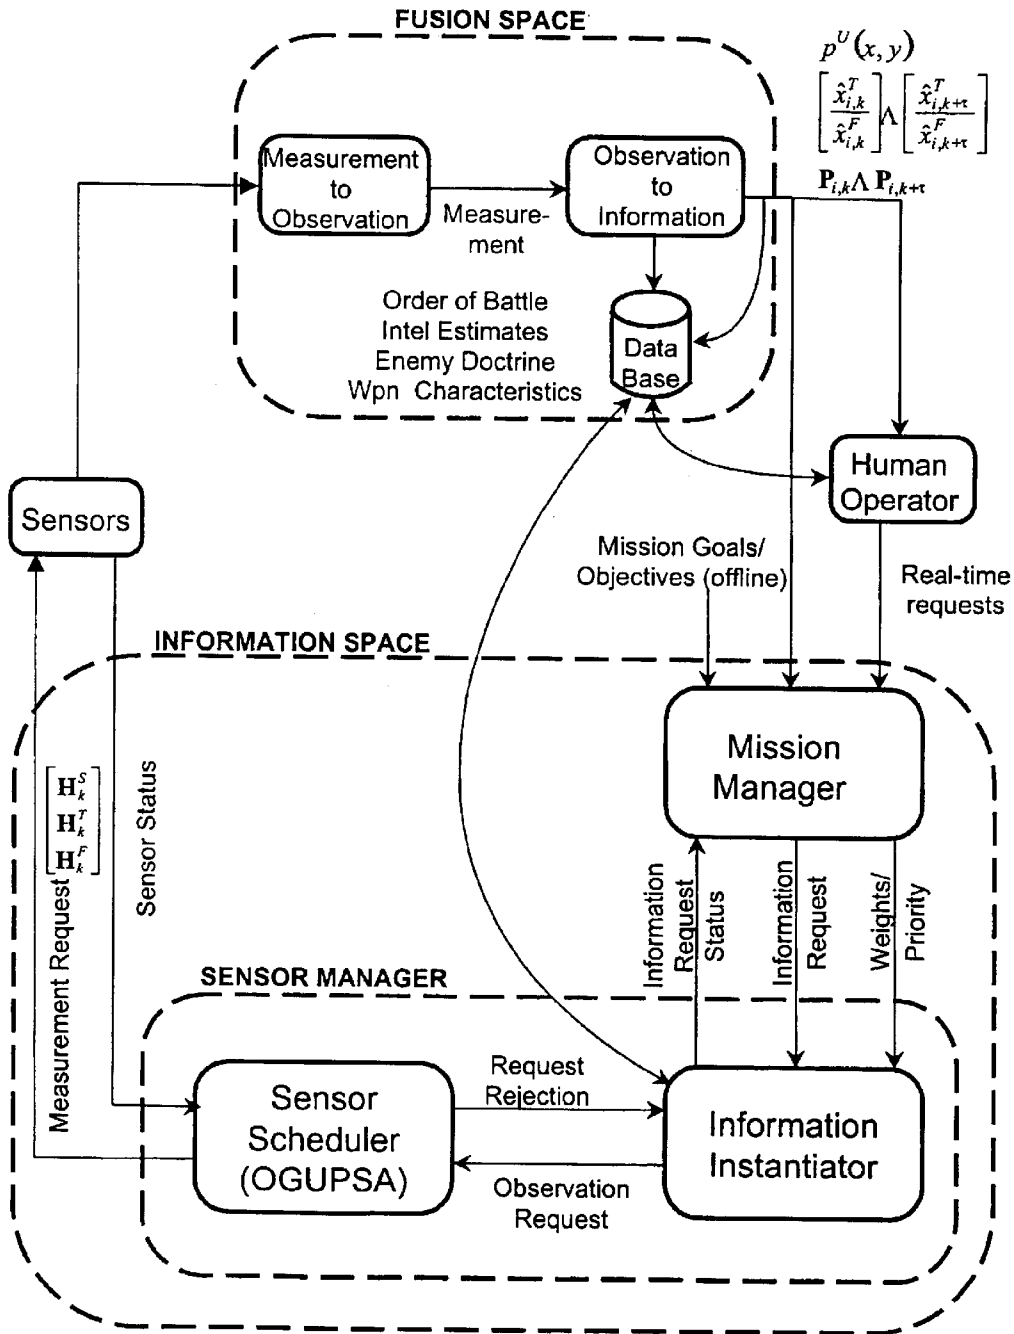 FUSION SPACE
p^U(x, y)
[x̂^T_{i,k} / x̂^F_{i,k}] Λ [x̂^T_{i,k+τ} / x̂^F_{i,k+τ}]
P_{i,k} Λ P_{i,k+τ}
Measurement
to
Observation
Measure-
ment
Observation
to
Information
Order of Battle
Intel Estimates
Enemy Doctrine
Wpn Characteristics
Data
Base
Human
Operator
Sensors
Mission Goals/
Objectives (offline)
Real-time
requests
INFORMATION SPACE
Mission
Manager
H^S_k
H^T_k
H^F_k
Measurement Request
Sensor Status
Information
Request
Status
Information
Request
Weights/
Priority
SENSOR MANAGER
Sensor
Scheduler
(OGUPSA)
Request
Rejection
Observation
Request
Information
Instantiator